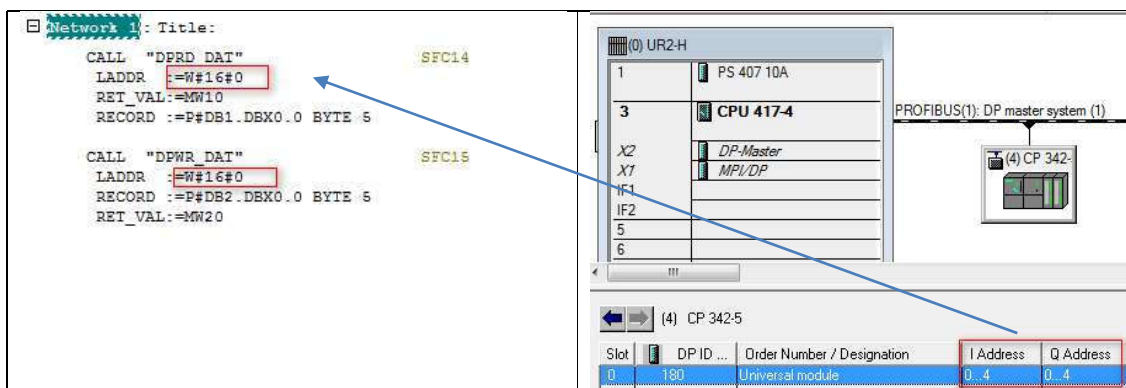 Network 1: Title:
CALL "DPRD_DAT" SFC14
LADDR :=W#16#0
RET_VAL:=MW10
RECORD :=P#DB1.DBX0.0 BYTE 5
CALL "DPWR_DAT" SFC15
LADDR :=W#16#0
RECORD :=P#DB2.DBX0.0 BYTE 5
RET_VAL:=MW20
(0) UR2-H
1 PS 407 10A
3 CPU 417-4
X2 DP-Master
X1 MPI/DP
IF1
IF2
5
6
PROFIBUS(1): DP master system (1)
(4) CP 342-
(4) CP 342-5
Slot DP ID ... Order Number / Designation I Address Q Address
0 180 Universal module 0...4 0...4